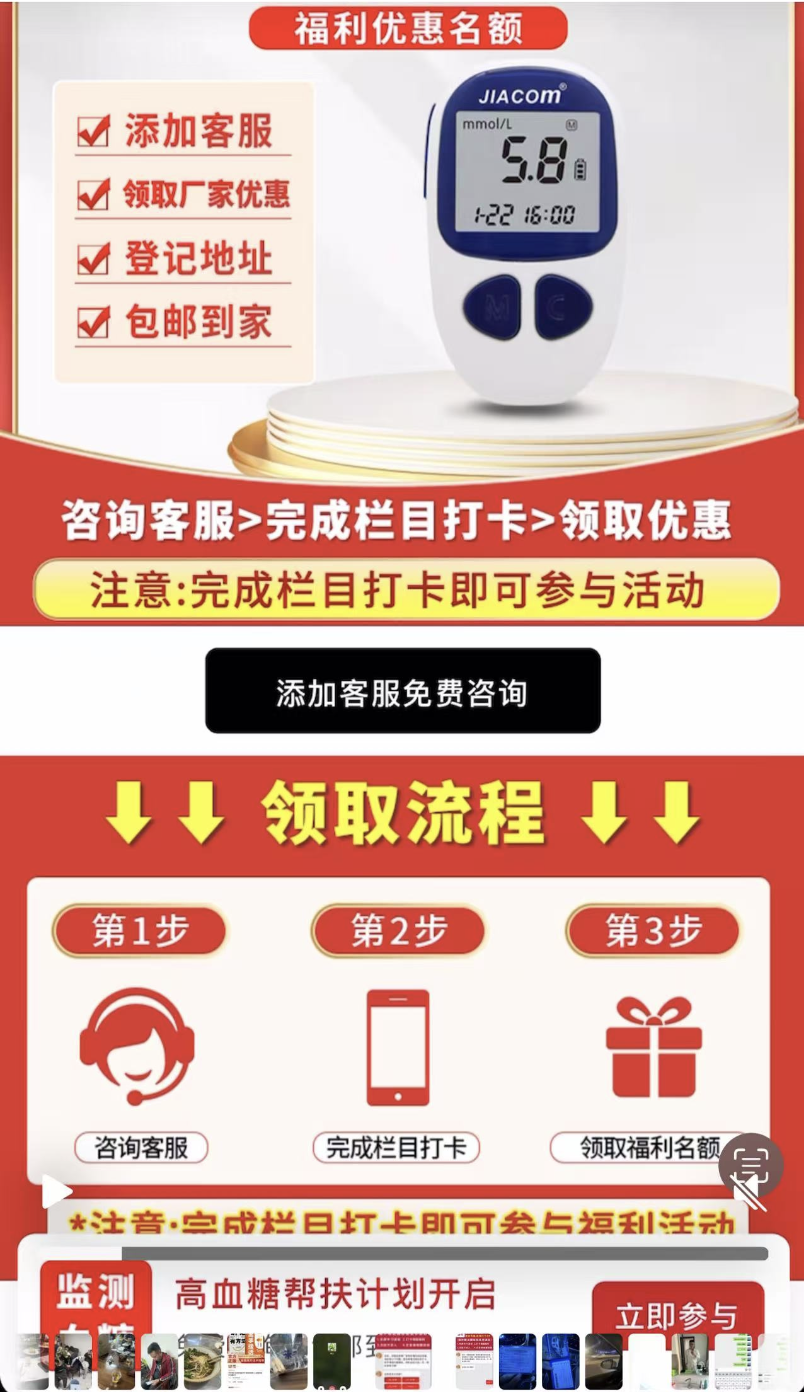 福利优惠名额
JIACOM®
mmol/L M
5.8
1-22 16:00
M C
添加客服
领取厂家优惠
登记地址
包邮到家
咨询客服>完成栏目打卡>领取优惠
注意:完成栏目打卡即可参与活动
添加客服免费咨询
领取流程
第1步 第2步 第3步
咨询客服 完成栏目打卡 领取福利名额
*注意:完成栏目打卡即可参与福利活动
监测
高血糖帮扶计划开启
立即参与